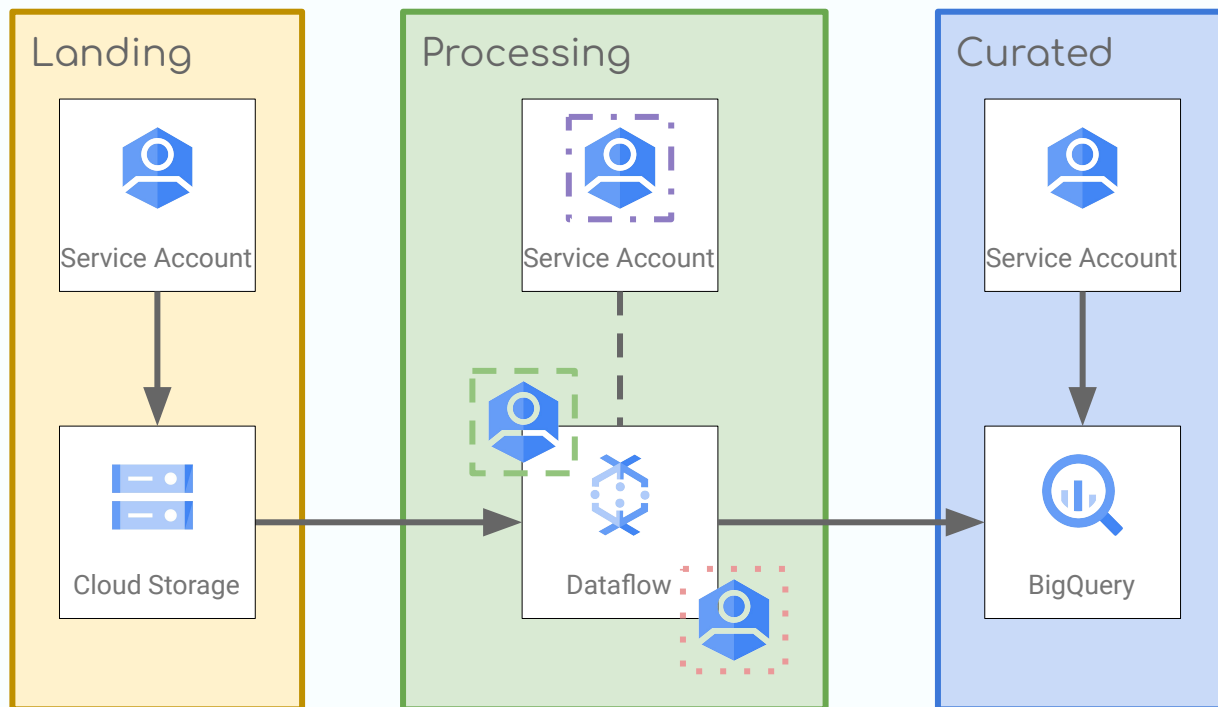 Landing
Processing
Curated
Service Account
Service Account
Service Account
Cloud Storage
Dataflow
BigQuery